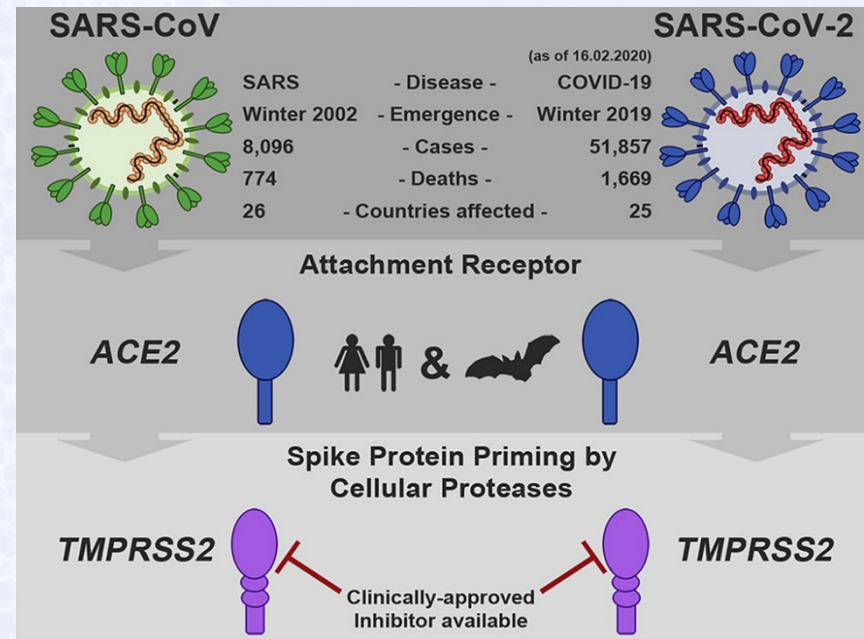 SARS-CoV SARS-CoV-2
(as of 16.02.2020)
SARS - Disease - COVID-19
Winter 2002 - Emergence - Winter 2019
8,096 - Cases - 51,857
774 - Deaths - 1,669
26 - Countries affected - 25
Attachment Receptor
ACE2 & ACE2
Spike Protein Priming by
Cellular Proteases
TMPRSS2 TMPRSS2
Clinically-approved
Inhibitor available